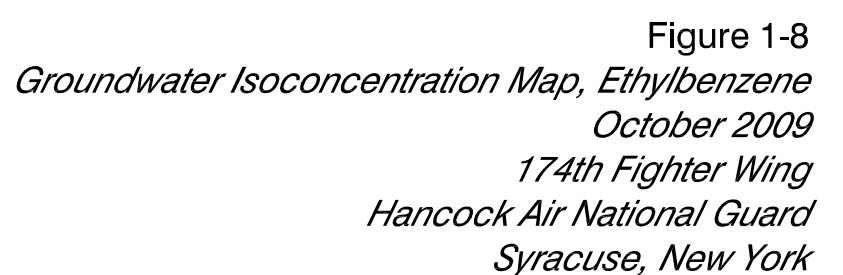 Figure 1-8
Groundwater Isoconcentration Map, Ethylbenzene
October 2009
174th Fighter Wing
Hancock Air National Guard
Syracuse, New York